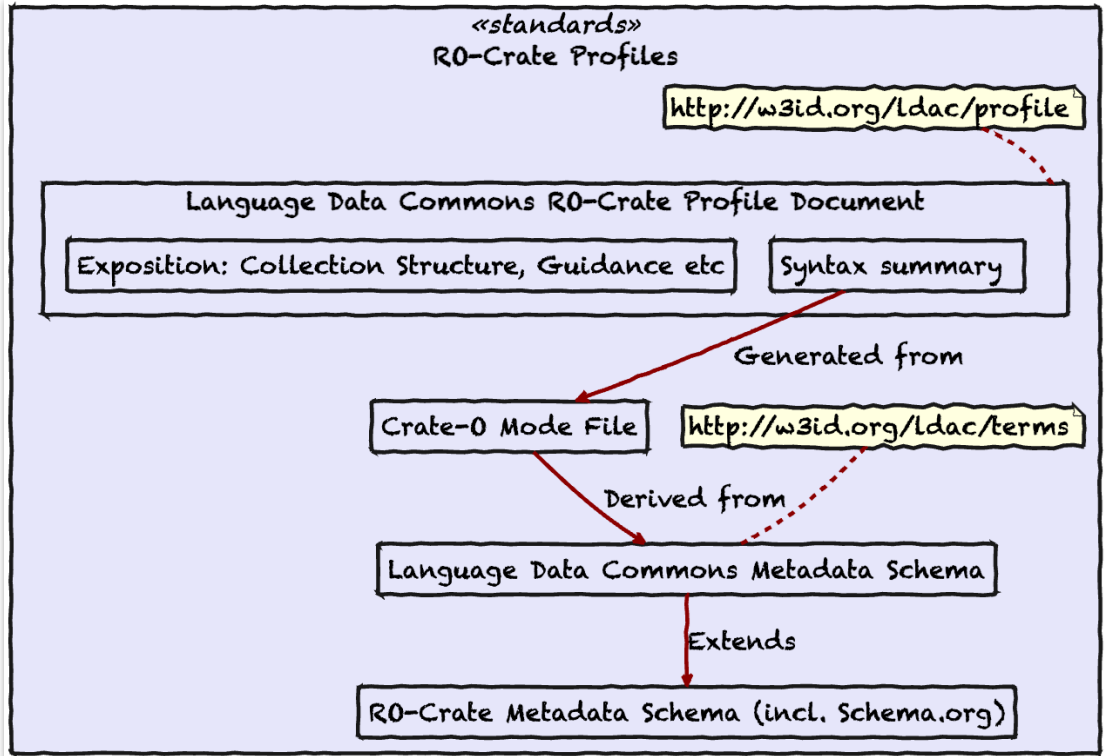 «standards»
RO-Crate Profiles
http://w3id.org/ldac/profile
Language Data Commons RO-Crate Profile Document
Exposition: Collection Structure, Guidance etc
Syntax summary
Generated from
Crate-O Mode File
http://w3id.org/ldac/terms
Derived from
Language Data Commons Metadata Schema
Extends
RO-Crate Metadata Schema (incl. Schema.org)